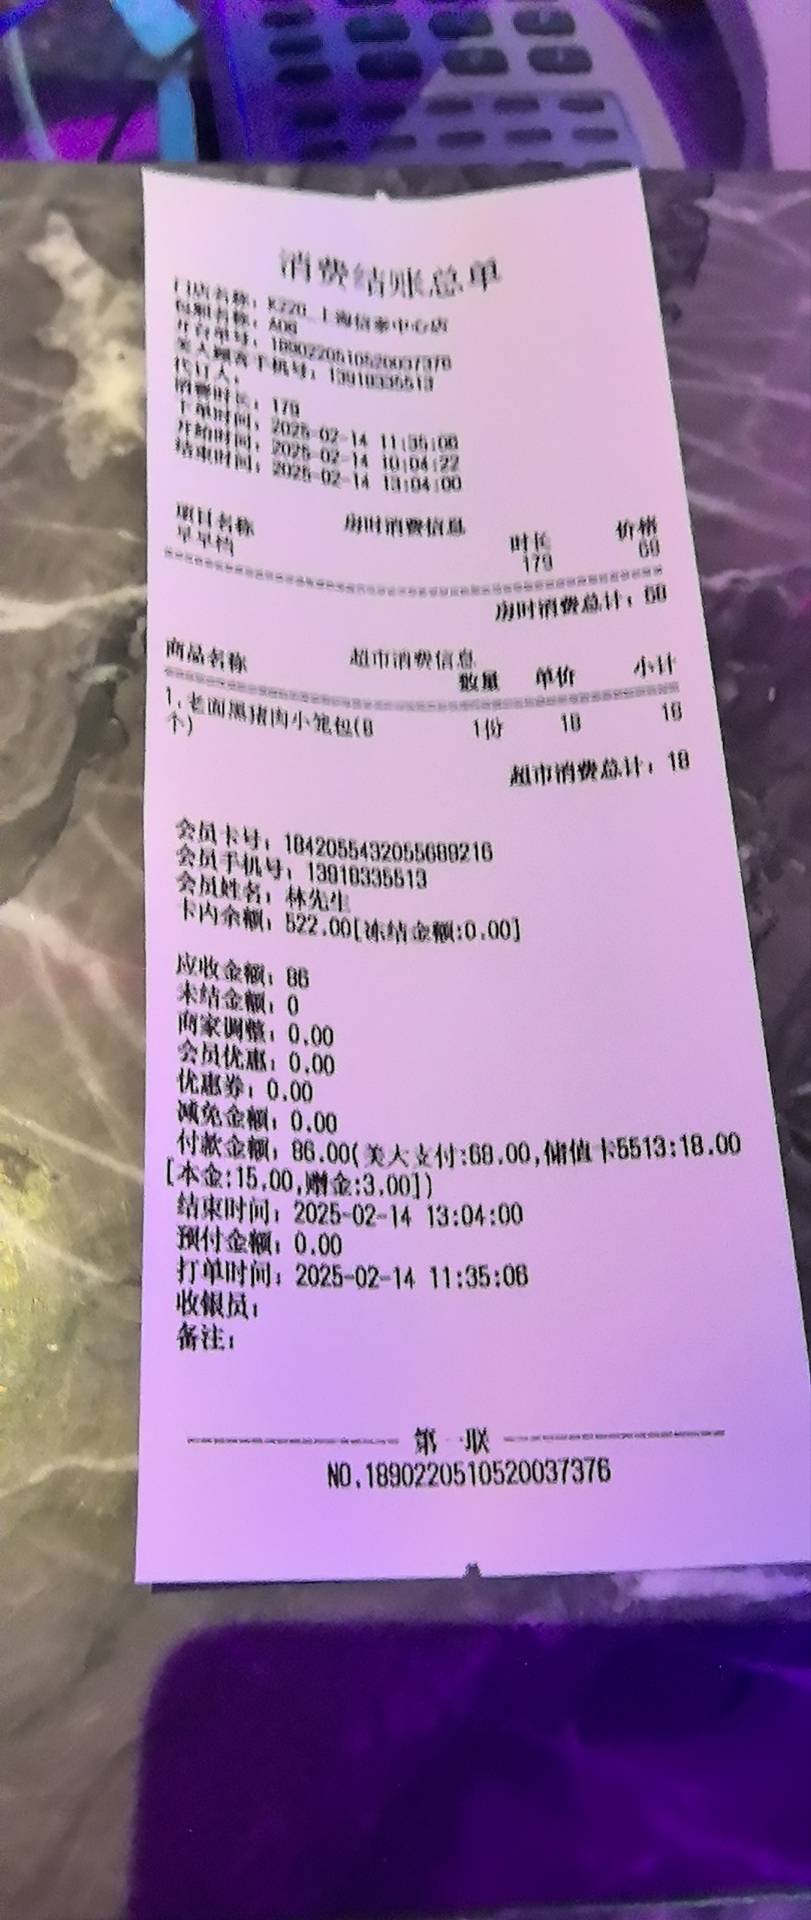 消费结账总单
门店名称：K220_上海信泰中心店
包厢名称：A08
开台单号：1890220510520037376
美大顾客手机号：13918335513
代订人：
消费时长：179
下单时间：2025-02-14 11:35:06
开始时间：2025-02-14 10:04:22
结束时间：2025-02-14 13:04:00
房时消费信息
项目名称 时长 价格
早早档 179 68
房时消费总计：68
超市消费信息
商品名称 数量 单价 小计
1.老面黑猪肉小笼包(8 1份 18 18
个)
超市消费总计：18
会员卡号：1842055432055689216
会员手机号：13918335513
会员姓名：林先生
卡内余额：522.00[冻结金额:0.00]
应收金额：86
未结金额：0
商家调整：0.00
会员优惠：0.00
优惠券：0.00
减免金额：0.00
付款金额：86.00(美大支付:68.00,储值卡5513:18.00
[本金:15.00,赠金:3.00])
结束时间：2025-02-14 13:04:00
预付金额：0.00
打单时间：2025-02-14 11:35:06
收银员：
备注：
第一联
NO.1890220510520037376